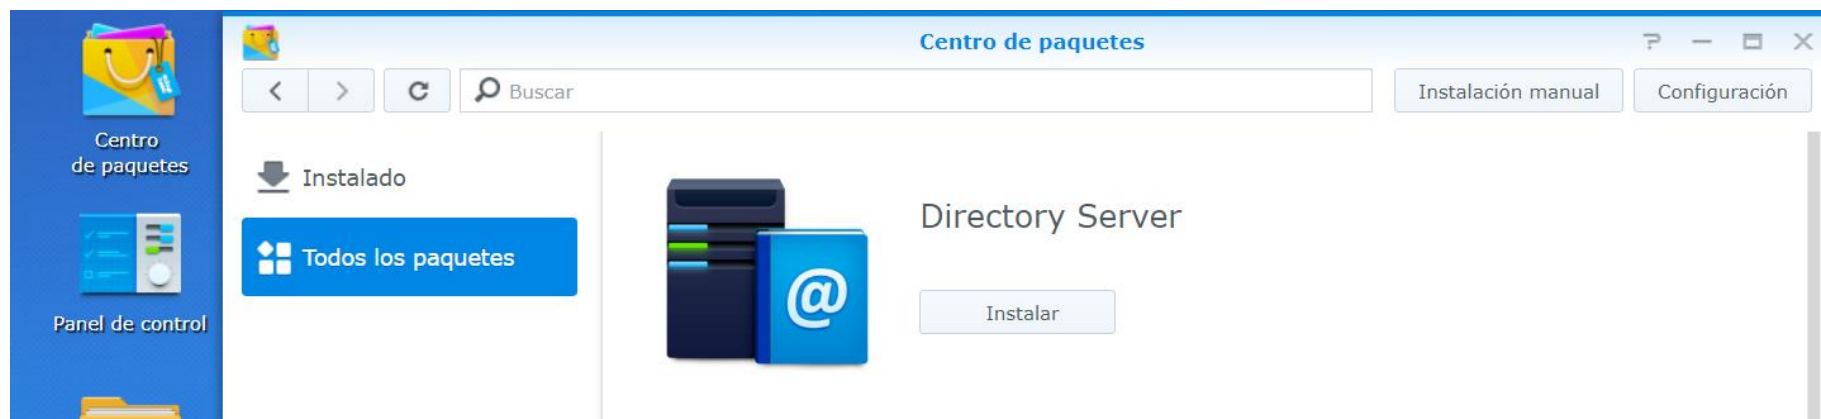 Centro
de paquetes
Panel de control
Centro de paquetes
Buscar
Instalación manual
Configuración
Instalado
Todos los paquetes
Directory Server
@
Instalar